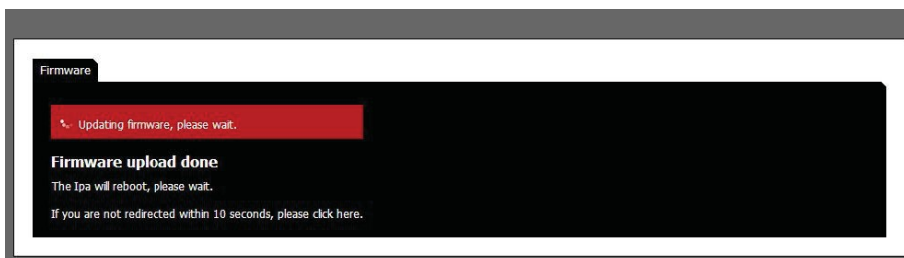 Firmware
Updating firmware, please wait.
Firmware upload done
The Ipa will reboot, please wait.
If you are not redirected within 10 seconds, please click here.